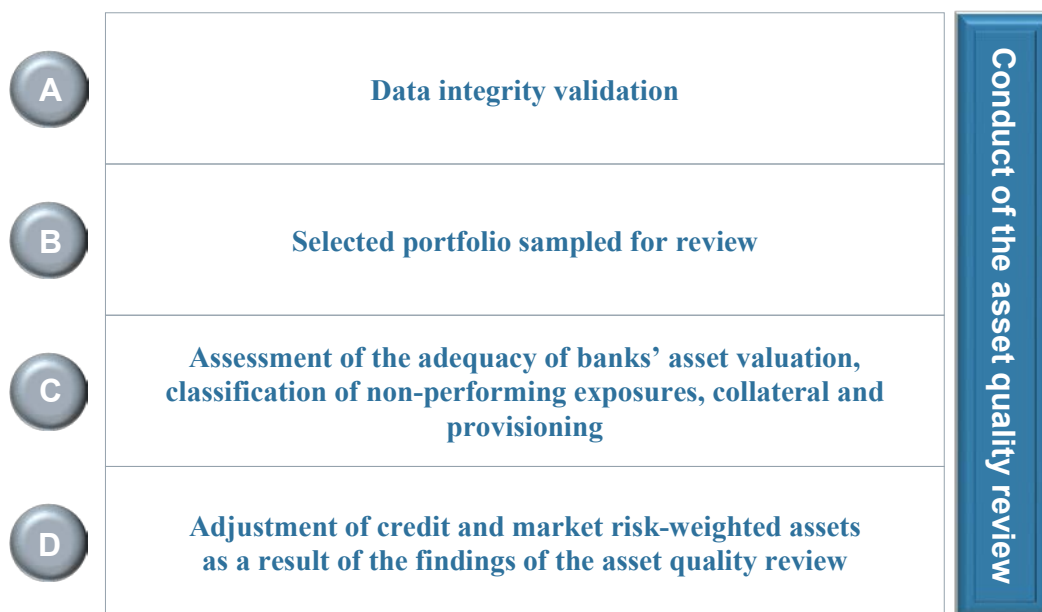 A
Data integrity validation
B
Selected portfolio sampled for review
C
Assessment of the adequacy of banks’ asset valuation,
classification of non-performing exposures, collateral and
provisioning
D
Adjustment of credit and market risk-weighted assets
as a result of the findings of the asset quality review
Conduct of the asset quality review